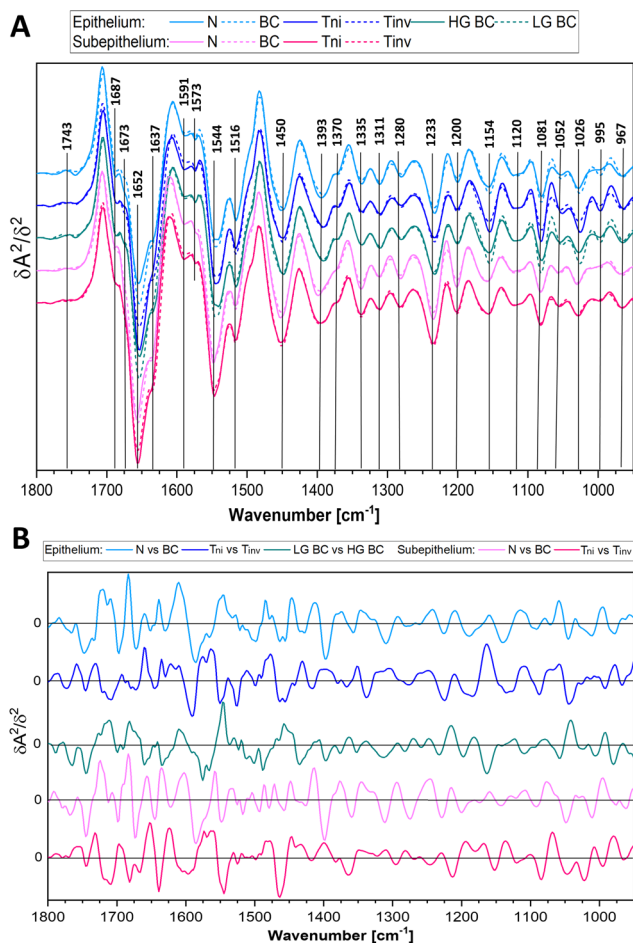 A
Epithelium: N BC Tni Tinv HG BC LG BC
Subepithelium: N BC Tni Tinv
1743 1687 1673 1652 1637 1591 1573 1544 1516 1450 1393 1370 1335 1311 1280 1233 1200 1154 1120 1081 1052 1026 995 967
δA²/δ²
1800 1700 1600 1500 1400 1300 1200 1100 1000
Wavenumber [cm⁻¹]
B
Epithelium: N vs BC Tni vs Tinv LG BC vs HG BC Subepithelium: N vs BC Tni vs Tinv
0
0
0
0
0
δA²/δ²
1800 1700 1600 1500 1400 1300 1200 1100 1000
Wavenumber [cm⁻¹]